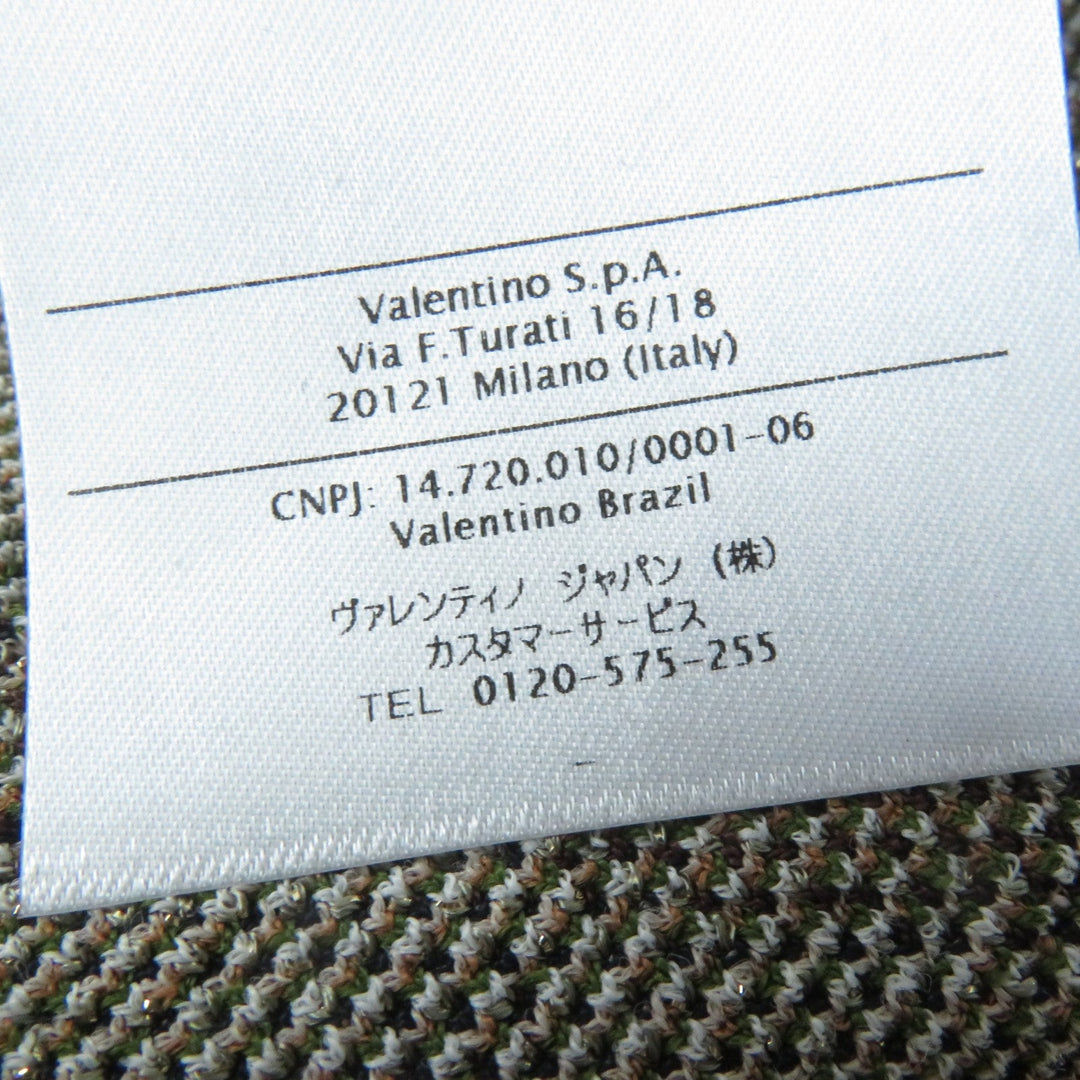 Valentino S.p.A.
Via F.Turati 16/18
20121 Milano (Italy)
CNPJ: 14.720.010/0001-06
Valentino Brazil
ヴァレンティノ ジャパン (株)
カスタマーサービス
TEL 0120-575-255